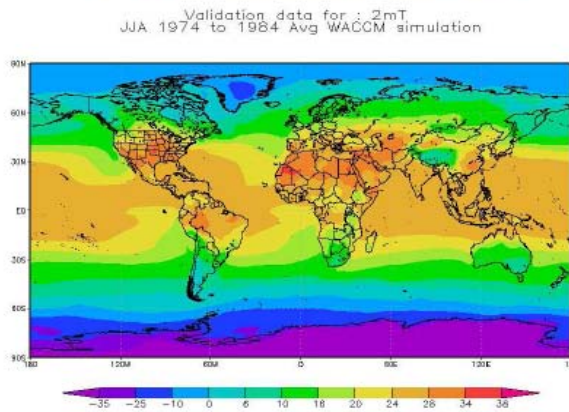 Validation data for : 2mT
JJA 1974 to 1984 Avg WACCM simulation
90N
60N
30N
EQ
30S
60S
90S
180 120W 60W 0 60E 120E
-35 -25 -10 0 6 10 16 20 24 28 34 38